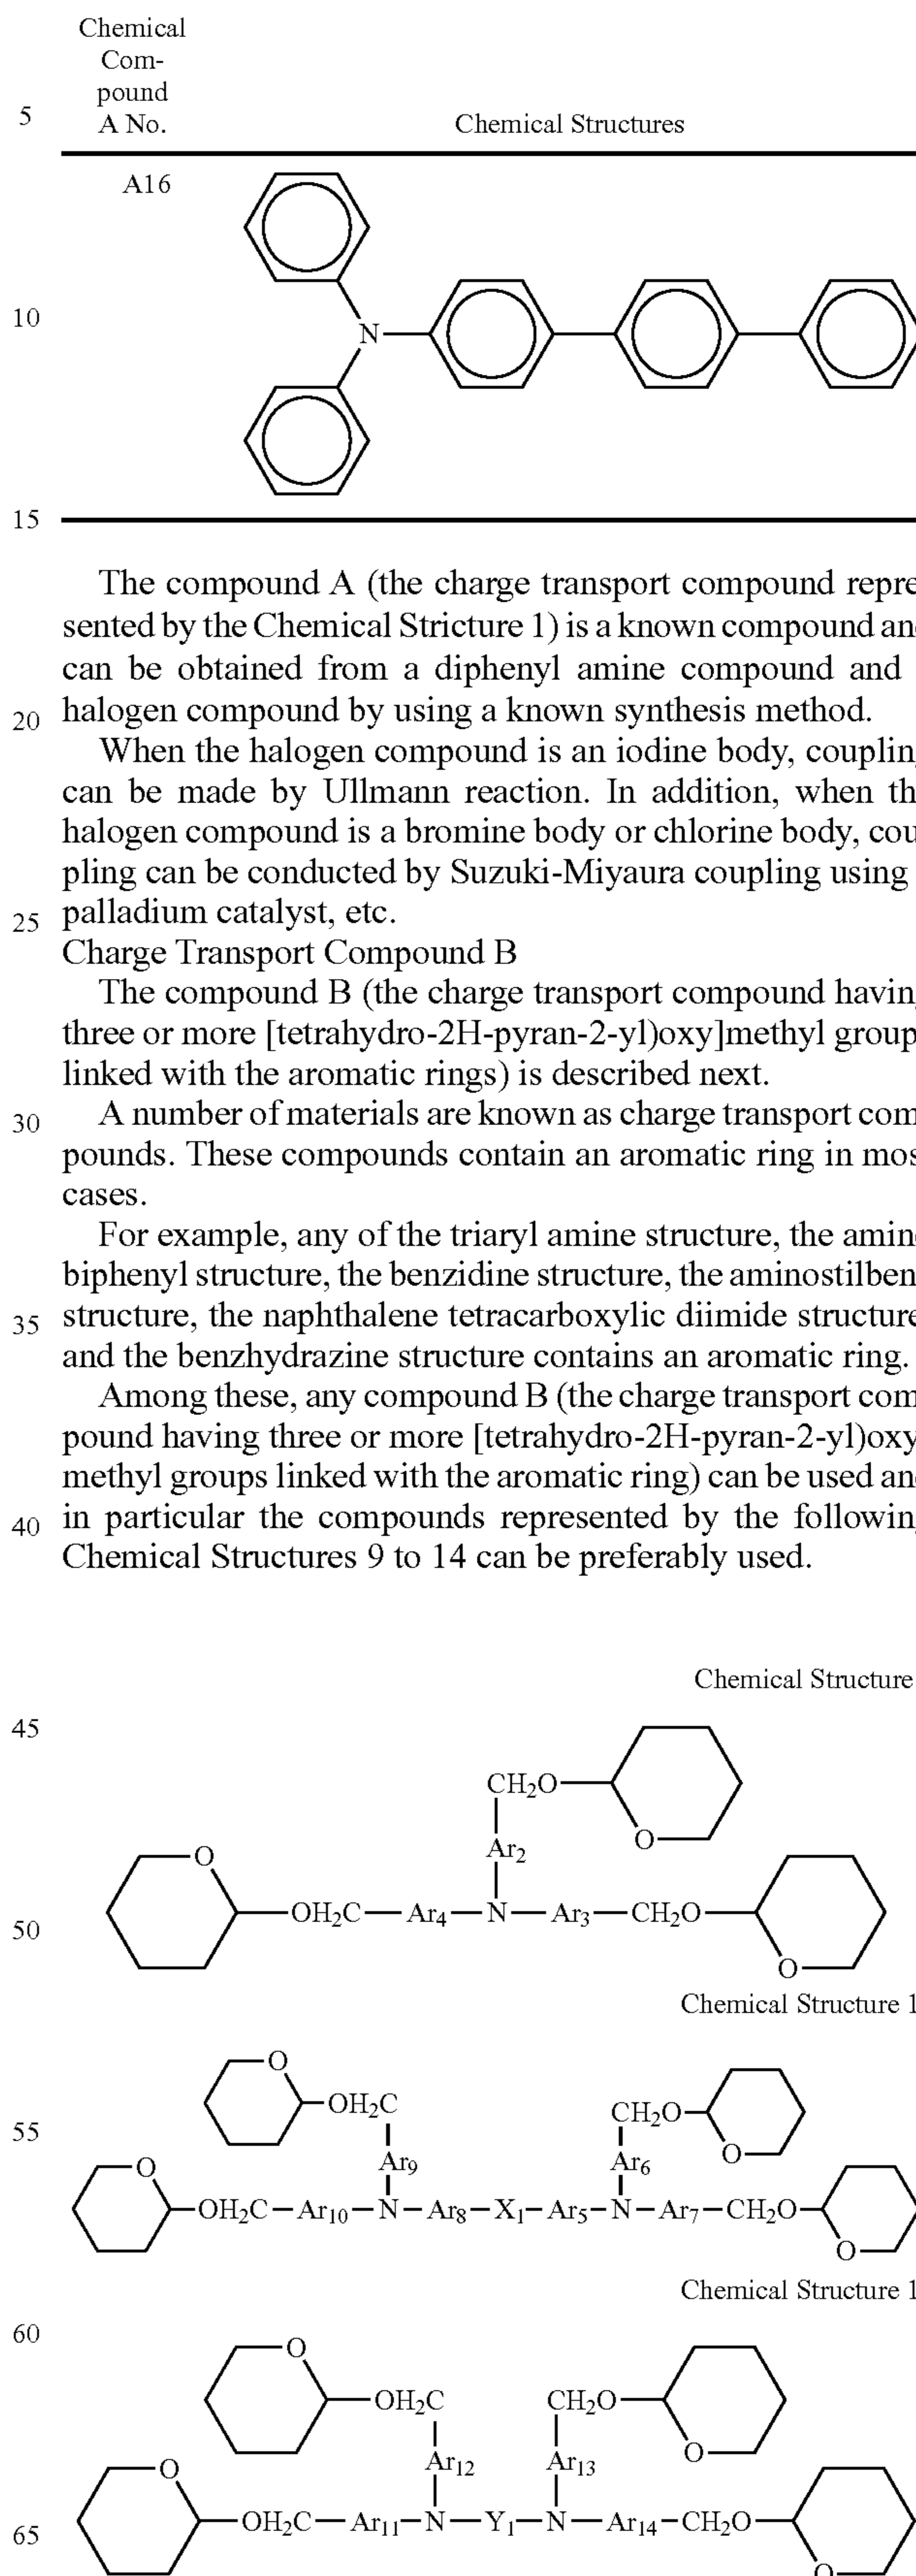 Chemical
Com-
pound
5 A No. Chemical Structures
A16
10 N
15
The compound A (the charge transport compound repre
sented by the Chemical Stricture 1) is a known compound and
can be obtained from a diphenyl amine compound and
20 halogen compound by using a known synthesis method.
When the halogen compound is an iodine body, coupling
can be made by Ullmann reaction. In addition, when th
halogen compound is a bromine body or chlorine body, cou
pling can be conducted by Suzuki-Miyaura coupling using
25 palladium catalyst, etc.
Charge Transport Compound B
The compound B (the charge transport compound having
three or more [tetrahydro-2H-pyran-2-yl)oxy]methyl group
linked with the aromatic rings) is described next.
30 A number of materials are known as charge transport com
pounds. These compounds contain an aromatic ring in mos
cases.
For example, any of the triaryl amine structure, the amino
biphenyl structure, the benzidine structure, the aminostilben
35 structure, the naphthalene tetracarboxylic diimide structure
and the benzhydrazine structure contains an aromatic ring.
Among these, any compound B (the charge transport com
pound having three or more [tetrahydro-2H-pyran-2-yl)oxy
methyl groups linked with the aromatic ring) can be used and
40 in particular the compounds represented by the following
Chemical Structures 9 to 14 can be preferably used.
Chemical Structure
45
CH₂O
O
Ar₂
O
50 OH₂C Ar₄ N Ar₃ CH₂O
O
Chemical Structure 1
O
OH₂C CH₂O
55 O
Ar₉ Ar₆
O
OH₂C Ar₁₀ N Ar₈ X₁ Ar₅ N Ar₇ CH₂O
O
Chemical Structure 1
60
O
OH₂C CH₂O
O
Ar₁₂ Ar₁₃
O
65 OH₂C Ar₁₁ N Y₁ N Ar₁₄ CH₂O
O